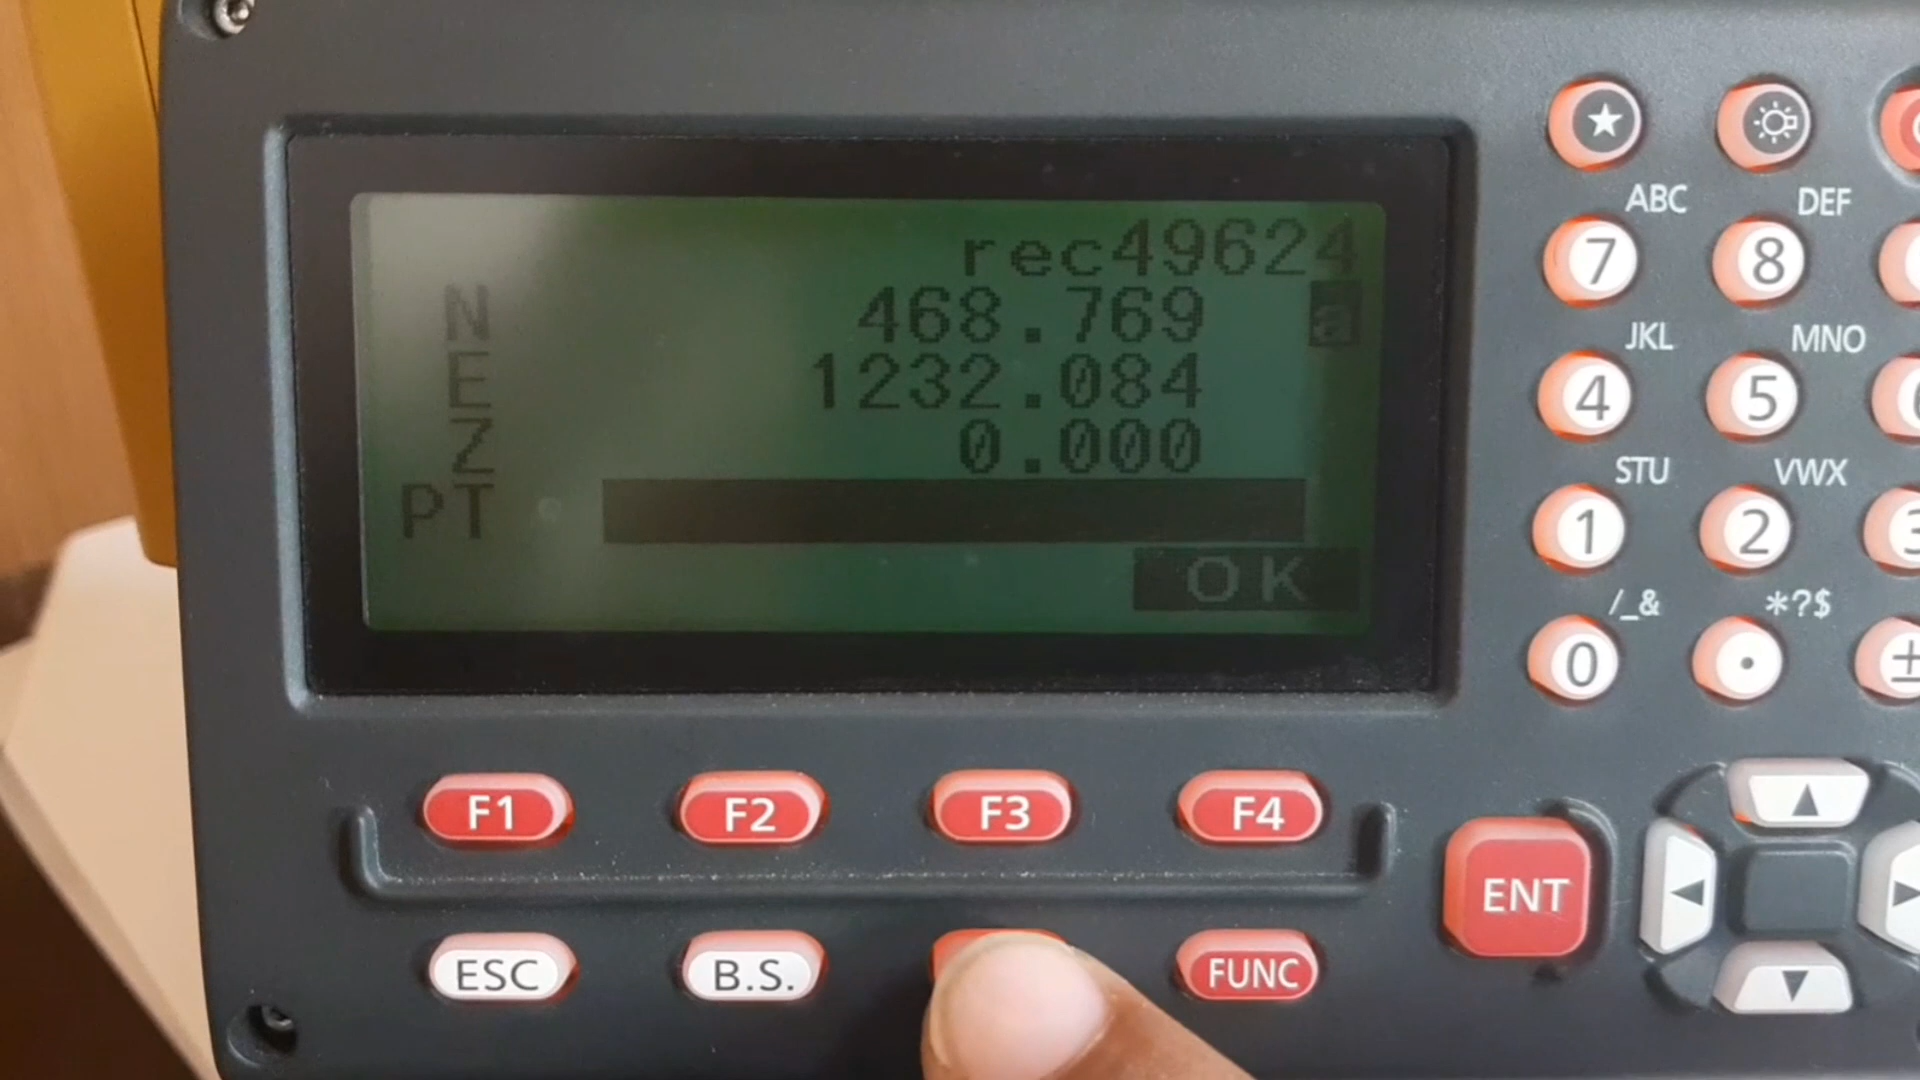 rec49624
N 468.769 a
E 1232.084
Z 0.000
PT
OK
ABC DEF
7 8
JKL MNO
4 5
STU VWX
1 2
/_& *?$
0 . ±
F1 F2 F3 F4
ENT
ESC B.S. FUNC